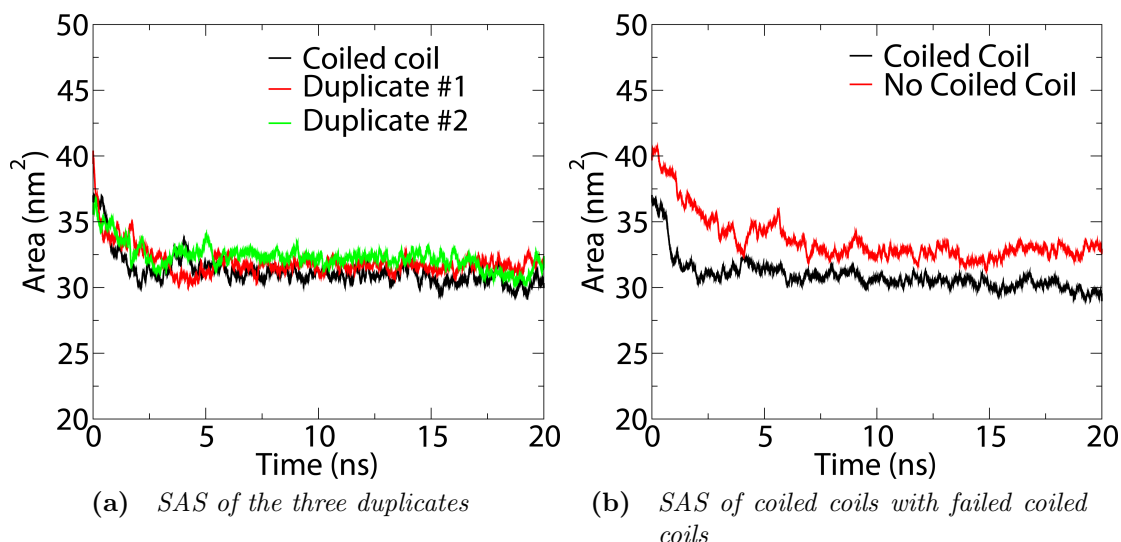 50
45
40
35
30
25
20
Area (nm2)
Coiled coil
Duplicate #1
Duplicate #2
0 5 10 15 20
Time (ns)
(a) SAS of the three duplicates
50
45
40
35
30
25
20
Area (nm2)
Coiled Coil
No Coiled Coil
0 5 10 15 20
Time (ns)
(b) SAS of coiled coils with failed coiled
coils